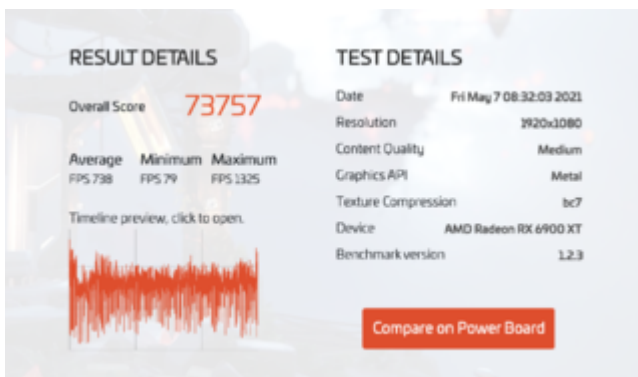 RESULT DETAILS
Overall Score 73757
Average Minimum Maximum
FPS 738 FPS 79 FPS 1325
Timeline preview, click to open.
TEST DETAILS
Date Fri May 7 08:32:03 2021
Resolution 1920x1080
Content Quality Medium
Graphics API Metal
Texture Compression bc7
Device AMD Radeon RX 6900 XT
Benchmark version 1.2.3
Compare on Power Board